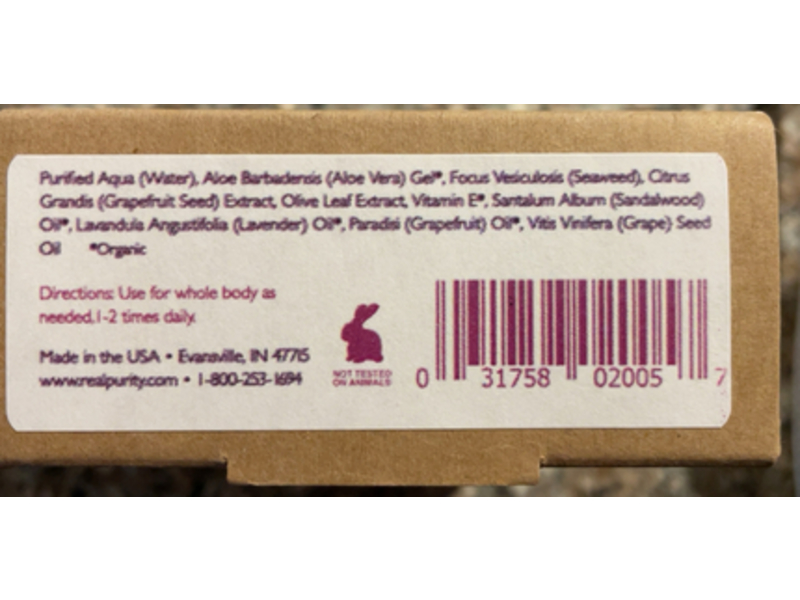 Purified Aqua (Water), Aloe Barbadensis (Aloe Vera) Gel*, Focus Vesiculosis (Seaweed), Citrus
Grandis (Grapefruit Seed) Extract, Olive Leaf Extract, Vitamin E*, Santalum Album (Sandalwood)
Oil*, Lavandula Angustifolia (Lavender) Oil*, Paradisi (Grapefruit) Oil*, Vitis Vinifera (Grape) Seed
Oil *Organic
Directions: Use for whole body as
needed.1-2 times daily.
Made in the USA • Evansville, IN 47715
www.realpurity.com • 1-800-253-1694
NOT TESTED
ON ANIMALS
0 31758 02005 7